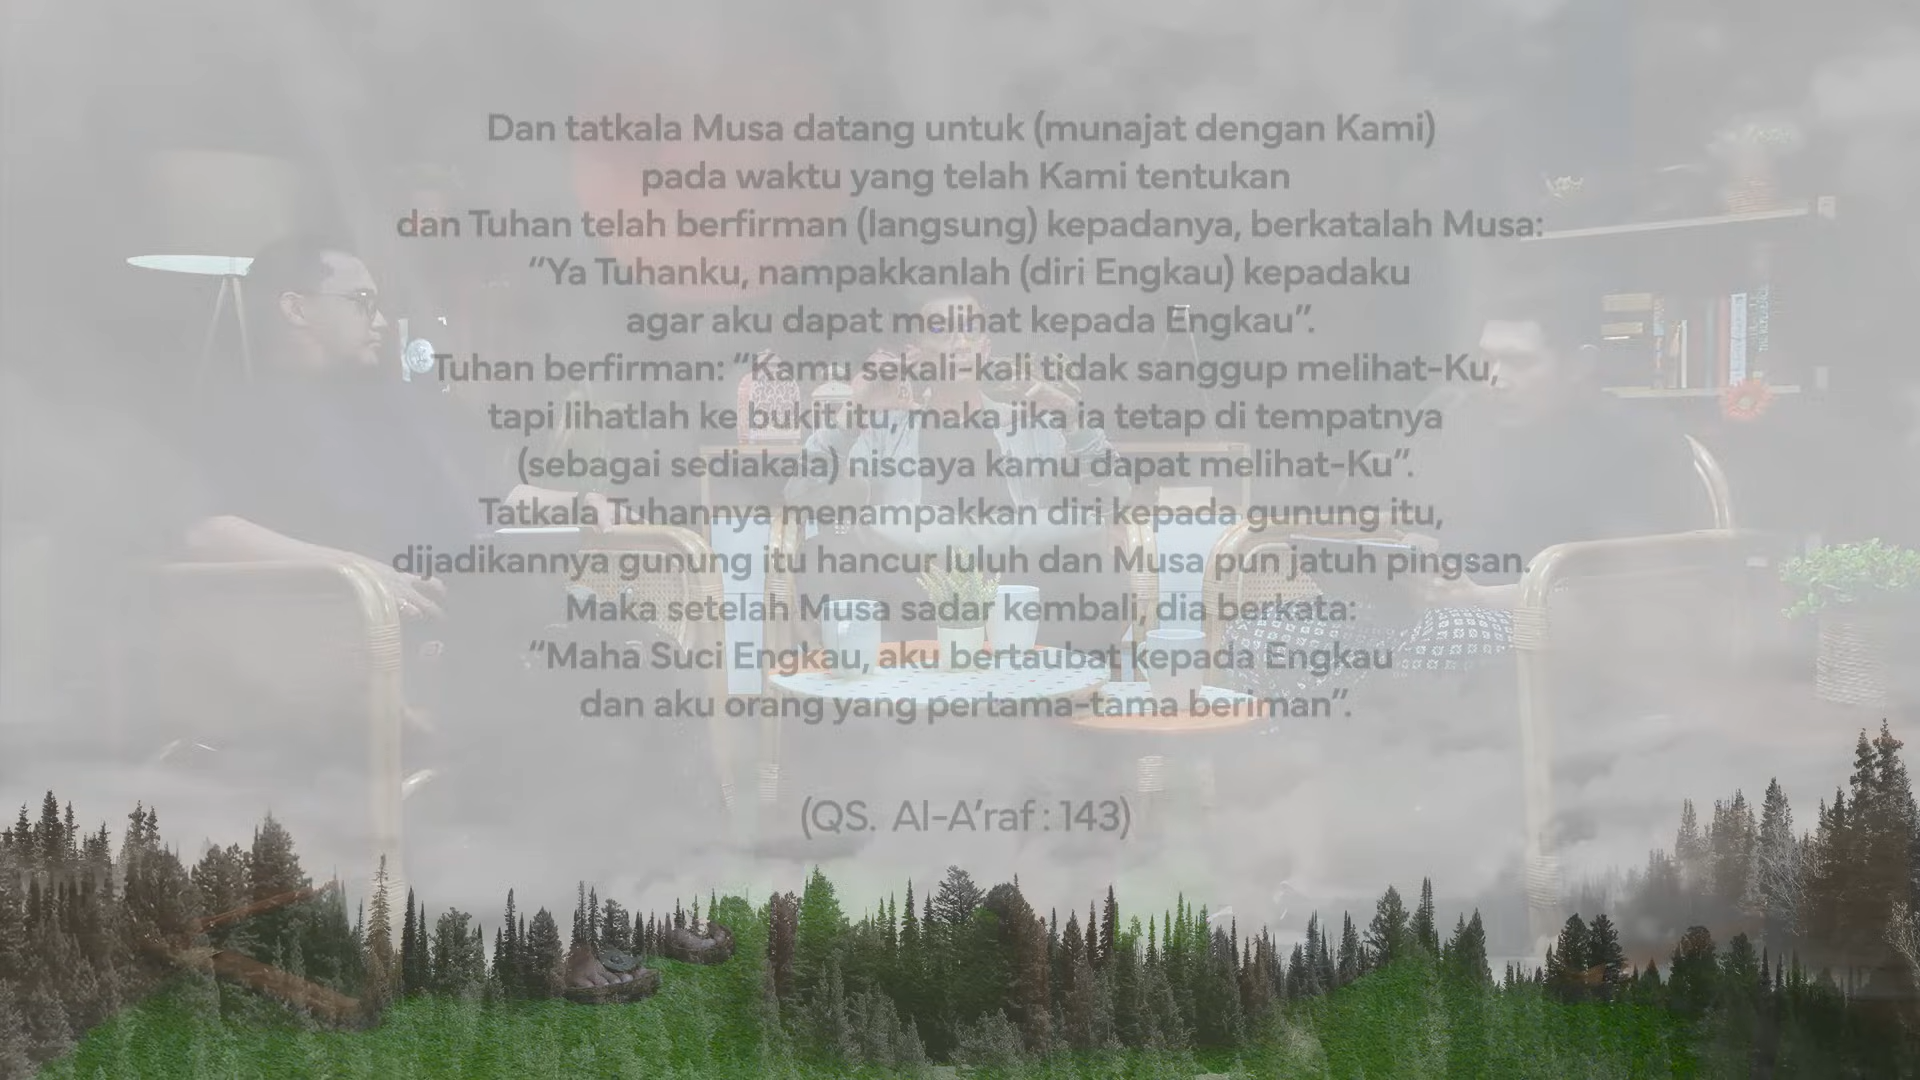 Dan tatkala Musa datang untuk (munajat dengan Kami)
pada waktu yang telah Kami tentukan
dan Tuhan telah berfirman (langsung) kepadanya, berkatalah Musa:
“Ya Tuhanku, nampakkanlah (diri Engkau) kepadaku
agar aku dapat melihat kepada Engkau”.
Tuhan berfirman: “Kamu sekali-kali tidak sanggup melihat-Ku,
tapi lihatlah ke bukit itu, maka jika ia tetap di tempatnya
(sebagai sediakala) niscaya kamu dapat melihat-Ku”.
Tatkala Tuhannya menampakkan diri kepada gunung itu,
dijadikannya gunung itu hancur luluh dan Musa pun jatuh pingsan.
Maka setelah Musa sadar kembali, dia berkata:
“Maha Suci Engkau, aku bertaubat kepada Engkau
dan aku orang yang pertama-tama beriman”.
(QS. Al-A’raf : 143)